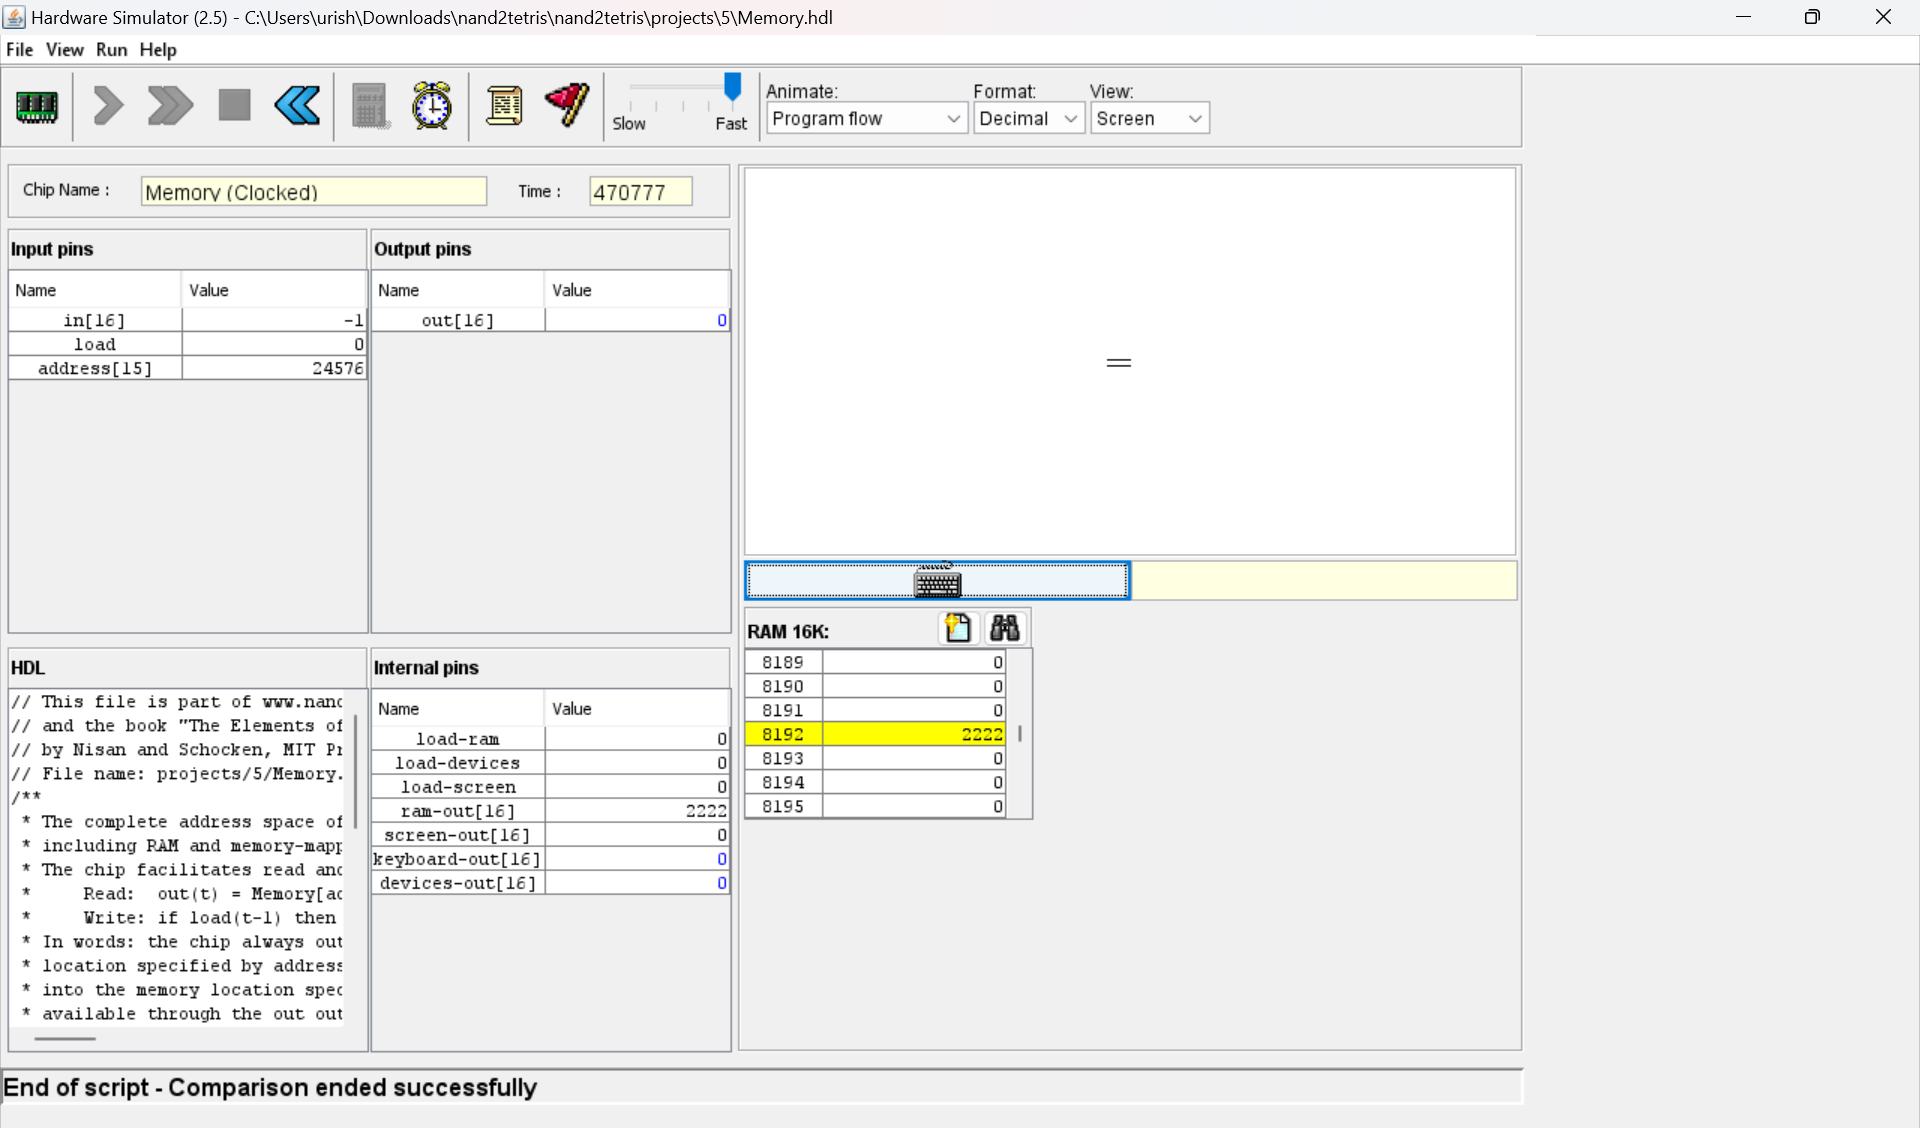 Hardware Simulator (2.5) - C:\Users\urish\Downloads\nand2tetris\nand2tetris\projects\5\Memory.hdl
File View Run Help
Slow Fast
Animate: Format: View:
Program flow Decimal Screen
Chip Name : Memory (Clocked) Time : 470777
Input pins
Name Value
in[16] -1
load 0
address[15] 24576
Output pins
Name Value
out[16] 0
HDL
// This file is part of www.nanc
// and the book "The Elements of
// by Nisan and Schocken, MIT Pr
// File name: projects/5/Memory.
/**
* The complete address space of
* including RAM and memory-mapp
* The chip facilitates read and
* Read: out(t) = Memory[ad
* Write: if load(t-1) then
* In words: the chip always out
* location specified by address
* into the memory location spec
* available through the out out
Internal pins
Name Value
load-ram 0
load-devices 0
load-screen 0
ram-out[16] 2222
screen-out[16] 0
keyboard-out[16] 0
devices-out[16] 0
RAM 16K:
8189 0
8190 0
8191 0
8192 2222
8193 0
8194 0
8195 0
End of script - Comparison ended successfully